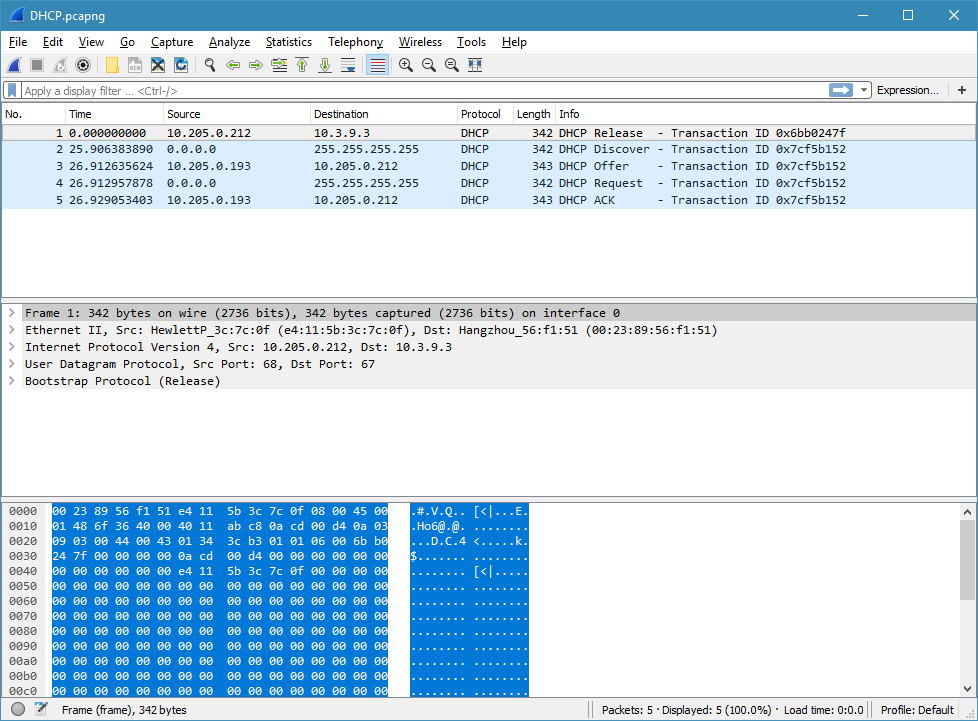 DHCP.pcapng
File Edit View Go Capture Analyze Statistics Telephony Wireless Tools Help
Apply a display filter ... <Ctrl-/> Expression... +
No. Time Source Destination Protocol Length Info
1 0.000000000 10.205.0.212 10.3.9.3 DHCP 342 DHCP Release - Transaction ID 0x6bb0247f
2 25.906383890 0.0.0.0 255.255.255.255 DHCP 342 DHCP Discover - Transaction ID 0x7cf5b152
3 26.912635624 10.205.0.193 10.205.0.212 DHCP 343 DHCP Offer - Transaction ID 0x7cf5b152
4 26.912957878 0.0.0.0 255.255.255.255 DHCP 342 DHCP Request - Transaction ID 0x7cf5b152
5 26.929053403 10.205.0.193 10.205.0.212 DHCP 343 DHCP ACK - Transaction ID 0x7cf5b152
Frame 1: 342 bytes on wire (2736 bits), 342 bytes captured (2736 bits) on interface 0
Ethernet II, Src: HewlettP_3c:7c:0f (e4:11:5b:3c:7c:0f), Dst: Hangzhou_56:f1:51 (00:23:89:56:f1:51)
Internet Protocol Version 4, Src: 10.205.0.212, Dst: 10.3.9.3
User Datagram Protocol, Src Port: 68, Dst Port: 67
Bootstrap Protocol (Release)
0000 00 23 89 56 f1 51 e4 11 5b 3c 7c 0f 08 00 45 00 .#.V.Q.. [<|...E.
0010 01 48 6f 36 40 00 40 11 ab c8 0a cd 00 d4 0a 03 .Ho6@.@. ........
0020 09 03 00 44 00 43 01 34 3c b3 01 01 06 00 6b b0 ...D.C.4 <.....k.
0030 24 7f 00 00 00 00 0a cd 00 d4 00 00 00 00 00 00 $....... ........
0040 00 00 00 00 00 00 e4 11 5b 3c 7c 0f 00 00 00 00 ........ [<|.....
0050 00 00 00 00 00 00 00 00 00 00 00 00 00 00 00 00 ........ ........
0060 00 00 00 00 00 00 00 00 00 00 00 00 00 00 00 00 ........ ........
0070 00 00 00 00 00 00 00 00 00 00 00 00 00 00 00 00 ........ ........
0080 00 00 00 00 00 00 00 00 00 00 00 00 00 00 00 00 ........ ........
0090 00 00 00 00 00 00 00 00 00 00 00 00 00 00 00 00 ........ ........
00a0 00 00 00 00 00 00 00 00 00 00 00 00 00 00 00 00 ........ ........
00b0 00 00 00 00 00 00 00 00 00 00 00 00 00 00 00 00 ........ ........
00c0 00 00 00 00 00 00 00 00 00 00 00 00 00 00 00 00 ........ ........
Frame (frame), 342 bytes Packets: 5 · Displayed: 5 (100.0%) · Load time: 0:0.0 Profile: Default